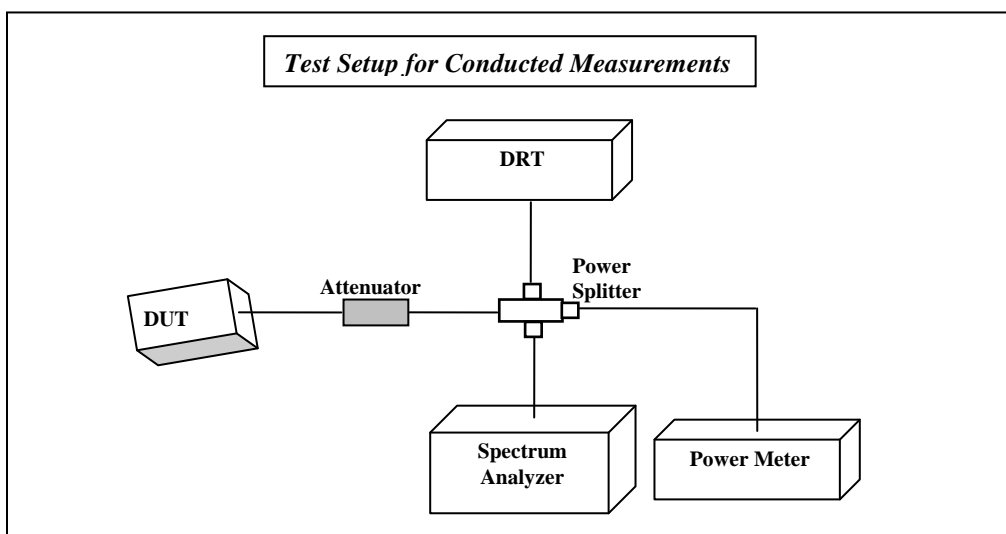 Test Setup for Conducted Measurements
DRT
Power
Splitter
Attenuator
DUT
Spectrum
Analyzer
Power Meter